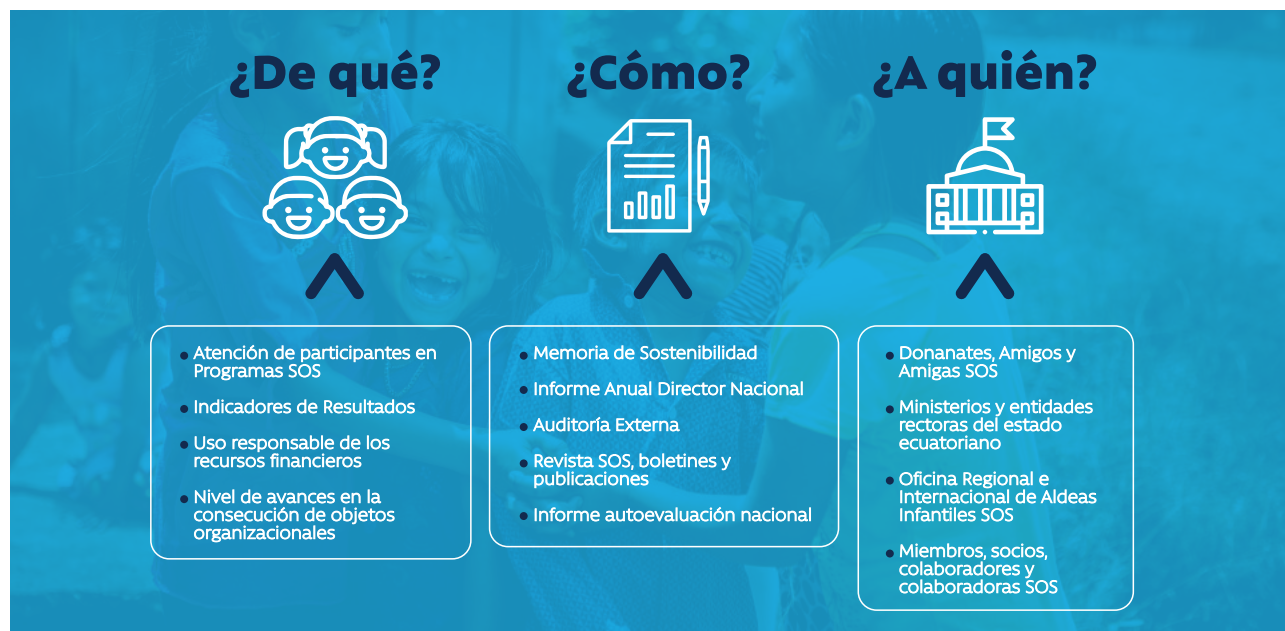 ¿De qué?
Atención de participantes en
Programas SOS
Indicadores de Resultados
Uso responsable de los
recursos financieros
Nivel de avances en la
consecución de objetos
organizacionales
¿Cómo?
Memoria de Sostenibilidad
Informe Anual Director Nacional
Auditoría Externa
Revista SOS, boletines y
publicaciones
Informe autoevaluación nacional
¿A quién?
Donanates, Amigos y
Amigas SOS
Ministerios y entidades
rectoras del estado
ecuatoriano
Oficina Regional e
Internacional de Aldeas
Infantiles SOS
Miembros, socios,
colaboradores y
colaboradoras SOS